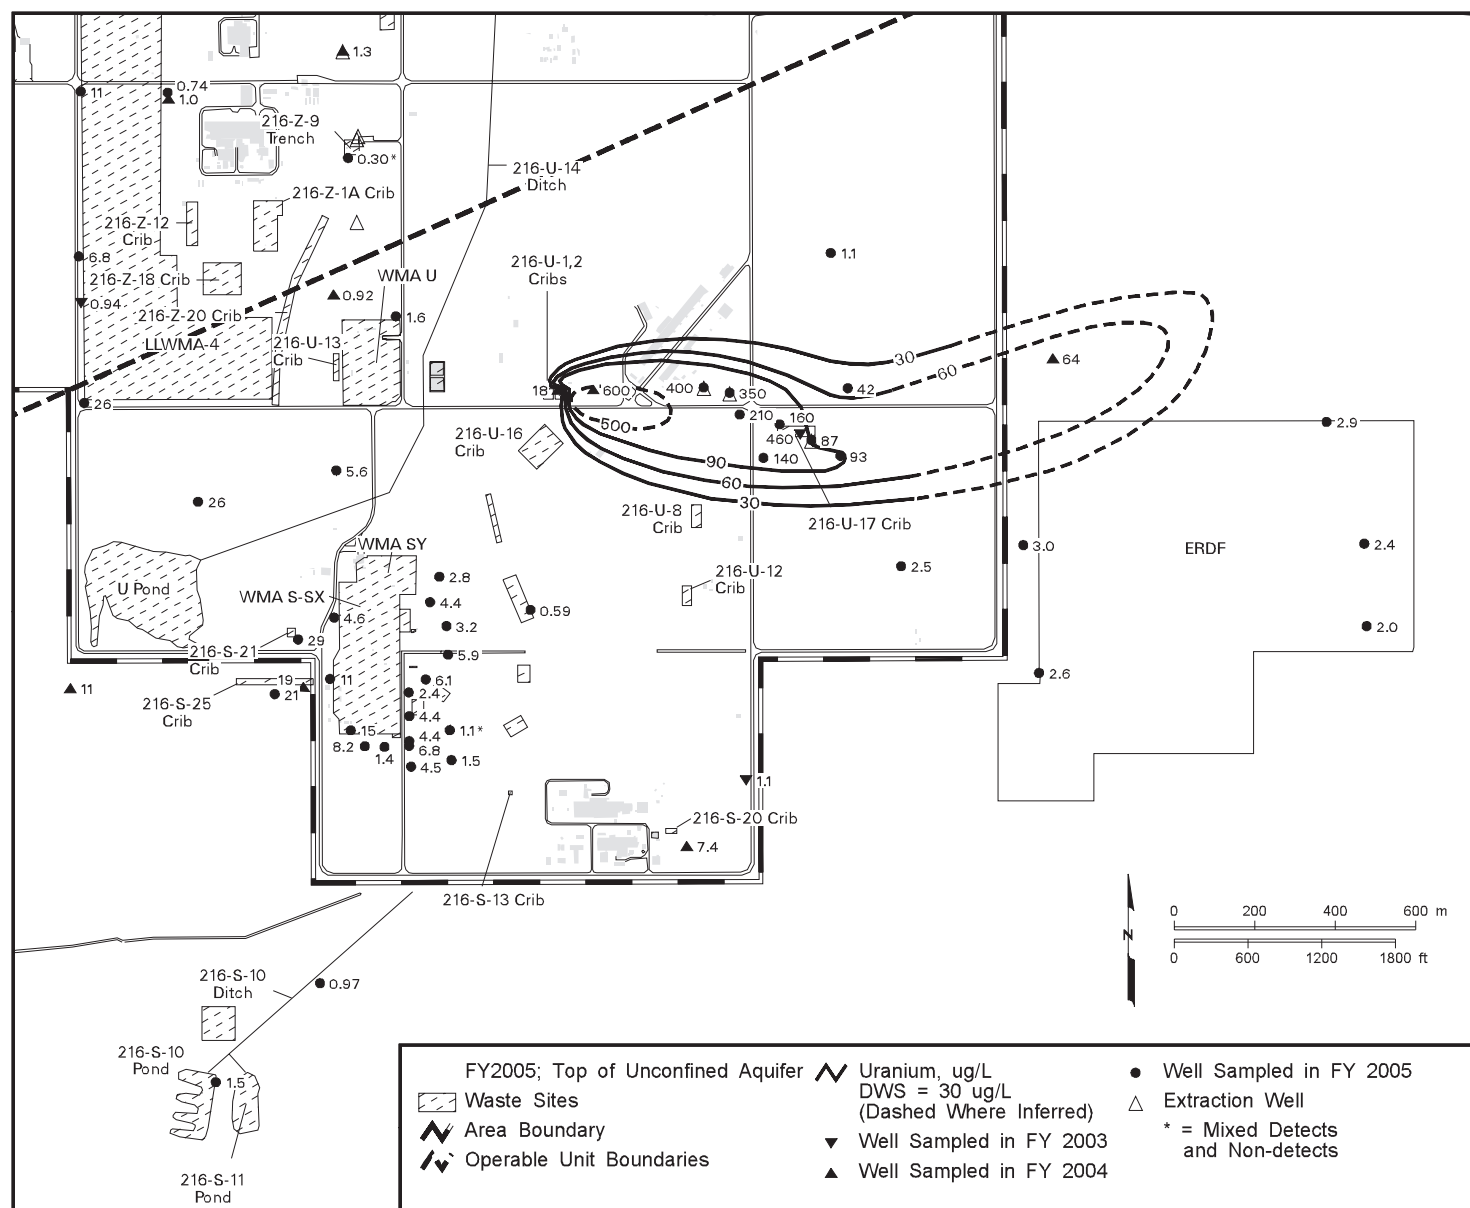 1.3
11
0.74
1.0
216-Z-9
Trench
0.30*
216-U-14
Ditch
216-Z-1A Crib
216-Z-12
Crib
1.1
6.8
216-Z-18 Crib
WMA U
216-U-1,2
Cribs
0.94
0.92
216-Z-20 Crib
1.6
LLWMA-4
216-U-13
Crib
30
60
64
18
600
400
350
42
26
500
210
160
2.9
216-U-16
Crib
460
87
5.6
90
140
93
60
26
30
216-U-8
Crib
216-U-17 Crib
WMA SY
3.0
ERDF
2.4
U Pond
2.8
216-U-12
Crib
2.5
WMA S-SX
4.4
0.59
4.6
3.2
2.0
29
216-S-21
Crib
5.9
2.6
11
19
11
6.1
21
2.4
216-S-25
Crib
4.4
15
1.1*
4.4
8.2
1.4
6.8
1.5
4.5
1.1
216-S-20 Crib
7.4
216-S-13 Crib
0 200 400 600 m
N
0 600 1200 1800 ft
216-S-10
Ditch
0.97
216-S-10
Pond
1.5
216-S-11
Pond
FY2005; Top of Unconfined Aquifer
Waste Sites
Area Boundary
Operable Unit Boundaries
Uranium, ug/L
DWS = 30 ug/L
(Dashed Where Inferred)
Well Sampled in FY 2003
Well Sampled in FY 2004
Well Sampled in FY 2005
Extraction Well
* = Mixed Detects
and Non-detects